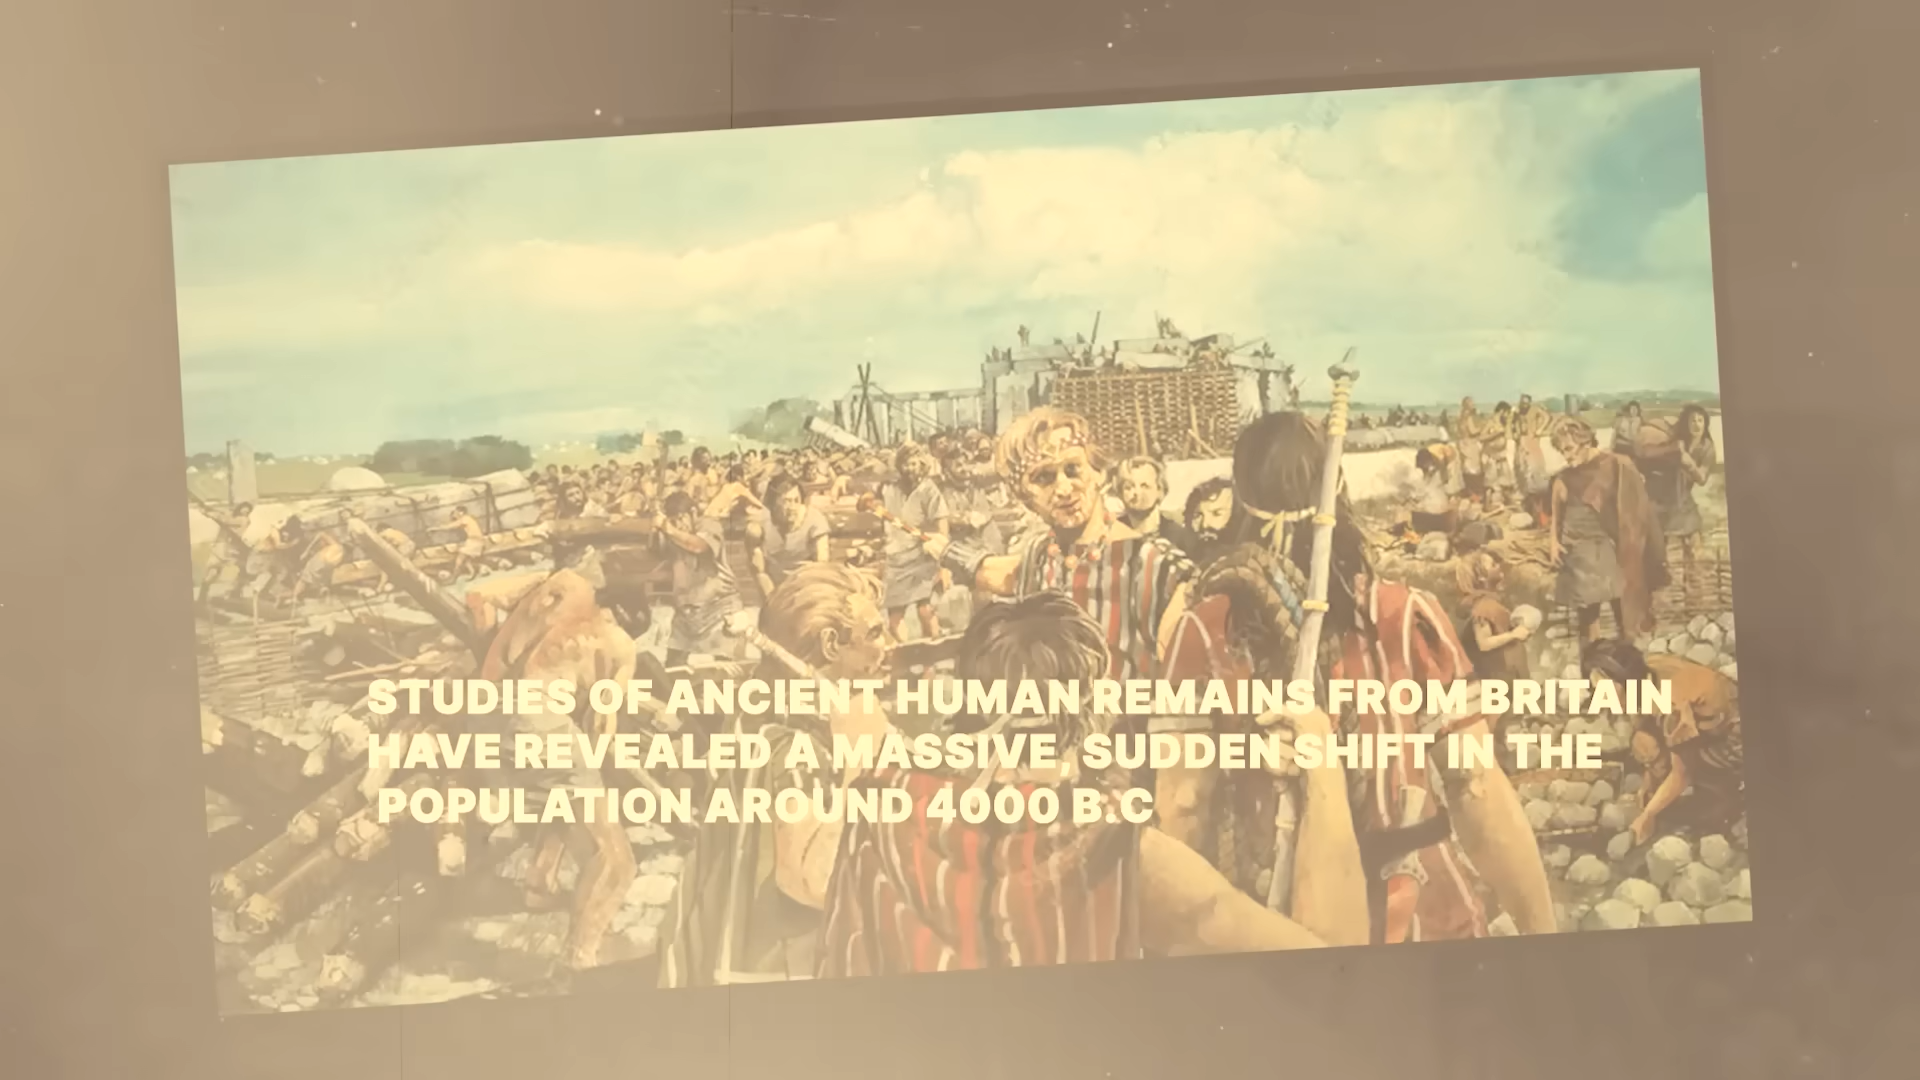 STUDIES OF ANCIENT HUMAN REMAINS FROM BRITAIN
HAVE REVEALED A MASSIVE, SUDDEN SHIFT IN THE
POPULATION AROUND 4000 B.C